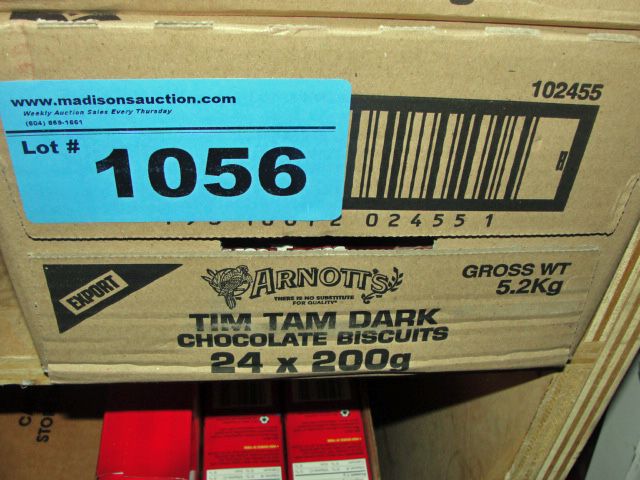 www.madisonsauction.com
Weekly Auction Sales Every Thursday
(604) 869-1661
Lot # 1056
102455
024551
EXPORT
ARNOTT'S
THERE IS NO SUBSTITUTE
FOR QUALITY
GROSS WT
5.2Kg
TIM TAM DARK
CHOCOLATE BISCUITS
24 x 200g